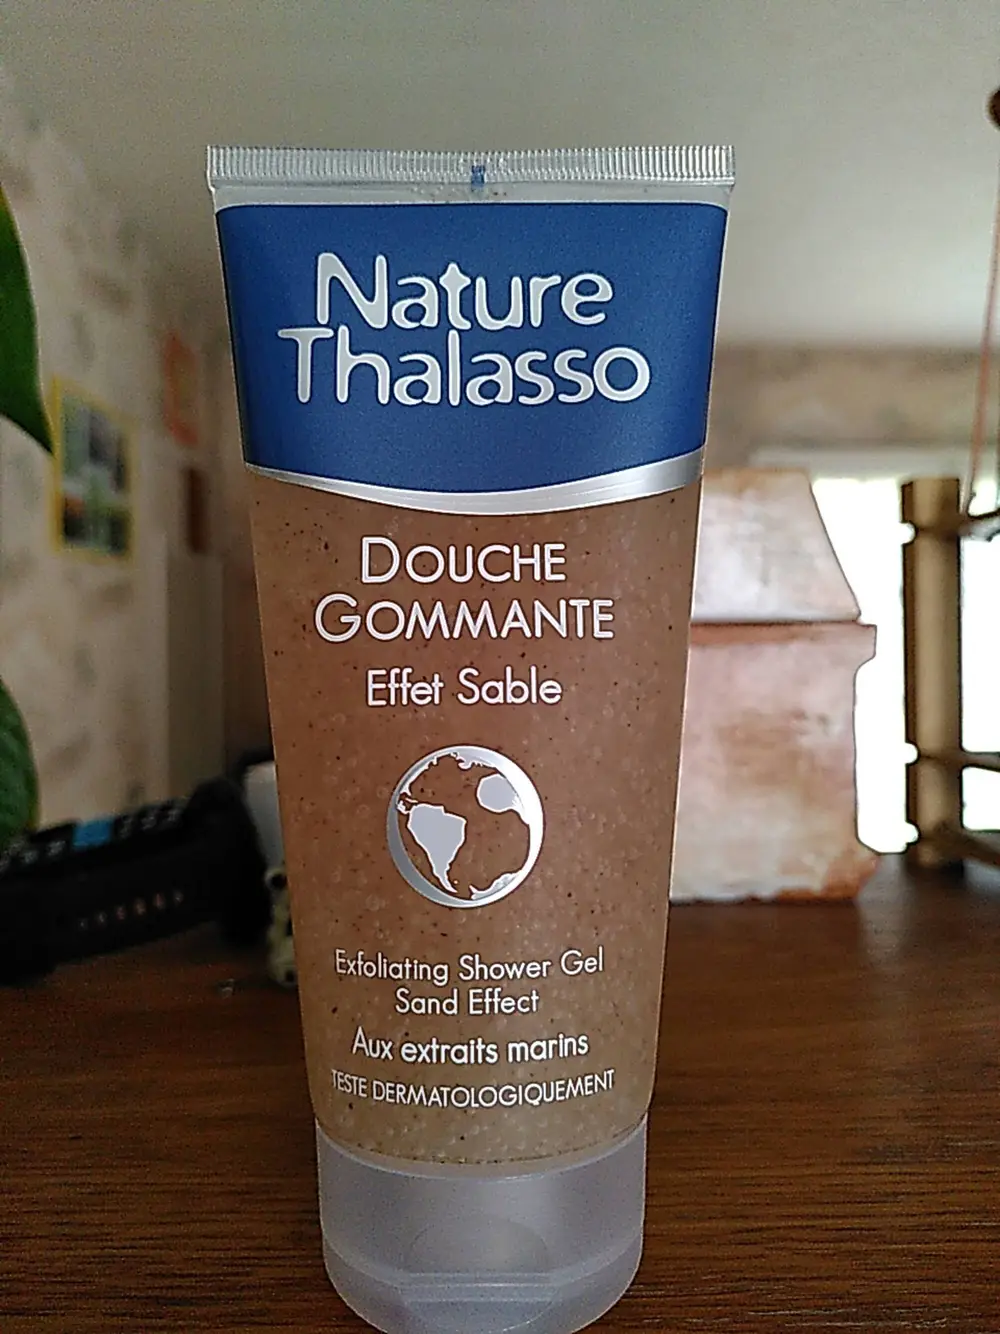 Nature
Thalasso
DOUCHE
GOMMANTE
Effet Sable
Exfoliating Shower Gel
Sand Effect
Aux extraits marins
TESTE DERMATOLOGIQUEMENT